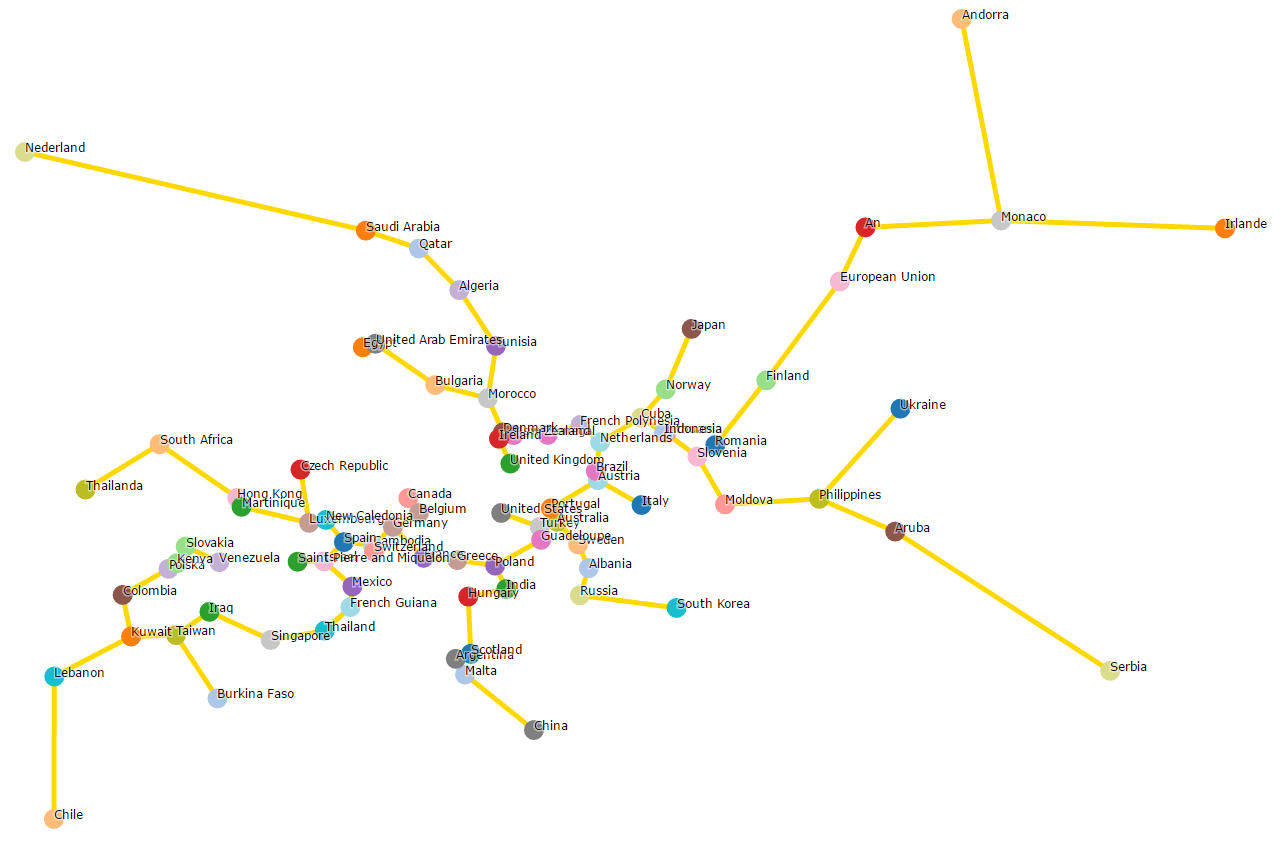 Andorra
Nederland
Monaco
An
Irlande
Saudi Arabia
Qatar
European Union
Algeria
Japan
United Arab Emirates
Tunisia
Finland
Norway
Bulgaria
Morocco
Ukraine
Cuba
French Polynesia
Denmark
Ireland
Netherlands
Indonesia
Romania
South Africa
Slovenia
United Kingdom
Czech Republic
Brazil
Austria
Thailanda
Hong Kong
Martinique
Canada
Belgium
Italy
Moldova
Philippines
Portugal
United States
Australia
New Caledonia
Luxembourg
Germany
Turkey
Aruba
Spain
Cambodia
Guadeloupe
Sweden
Slovakia
Switzerland
Kenya
Venezuela
Saint Pierre and Miquelon
Greece
Polska
Poland
Albania
Mexico
India
Colombia
Hungary
Russia
French Guiana
South Korea
Iraq
Thailand
Kuwait
Taiwan
Singapore
Scotland
Argentina
Malta
Lebanon
Serbia
Burkina Faso
China
Chile